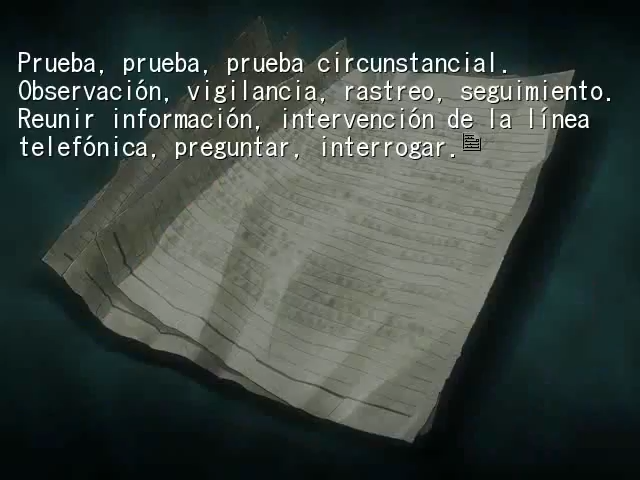 Prueba, prueba, prueba circunstancial.
Observación, vigilancia, rastreo, seguimiento.
Reunir información, intervención de la línea
telefónica, preguntar, interrogar.